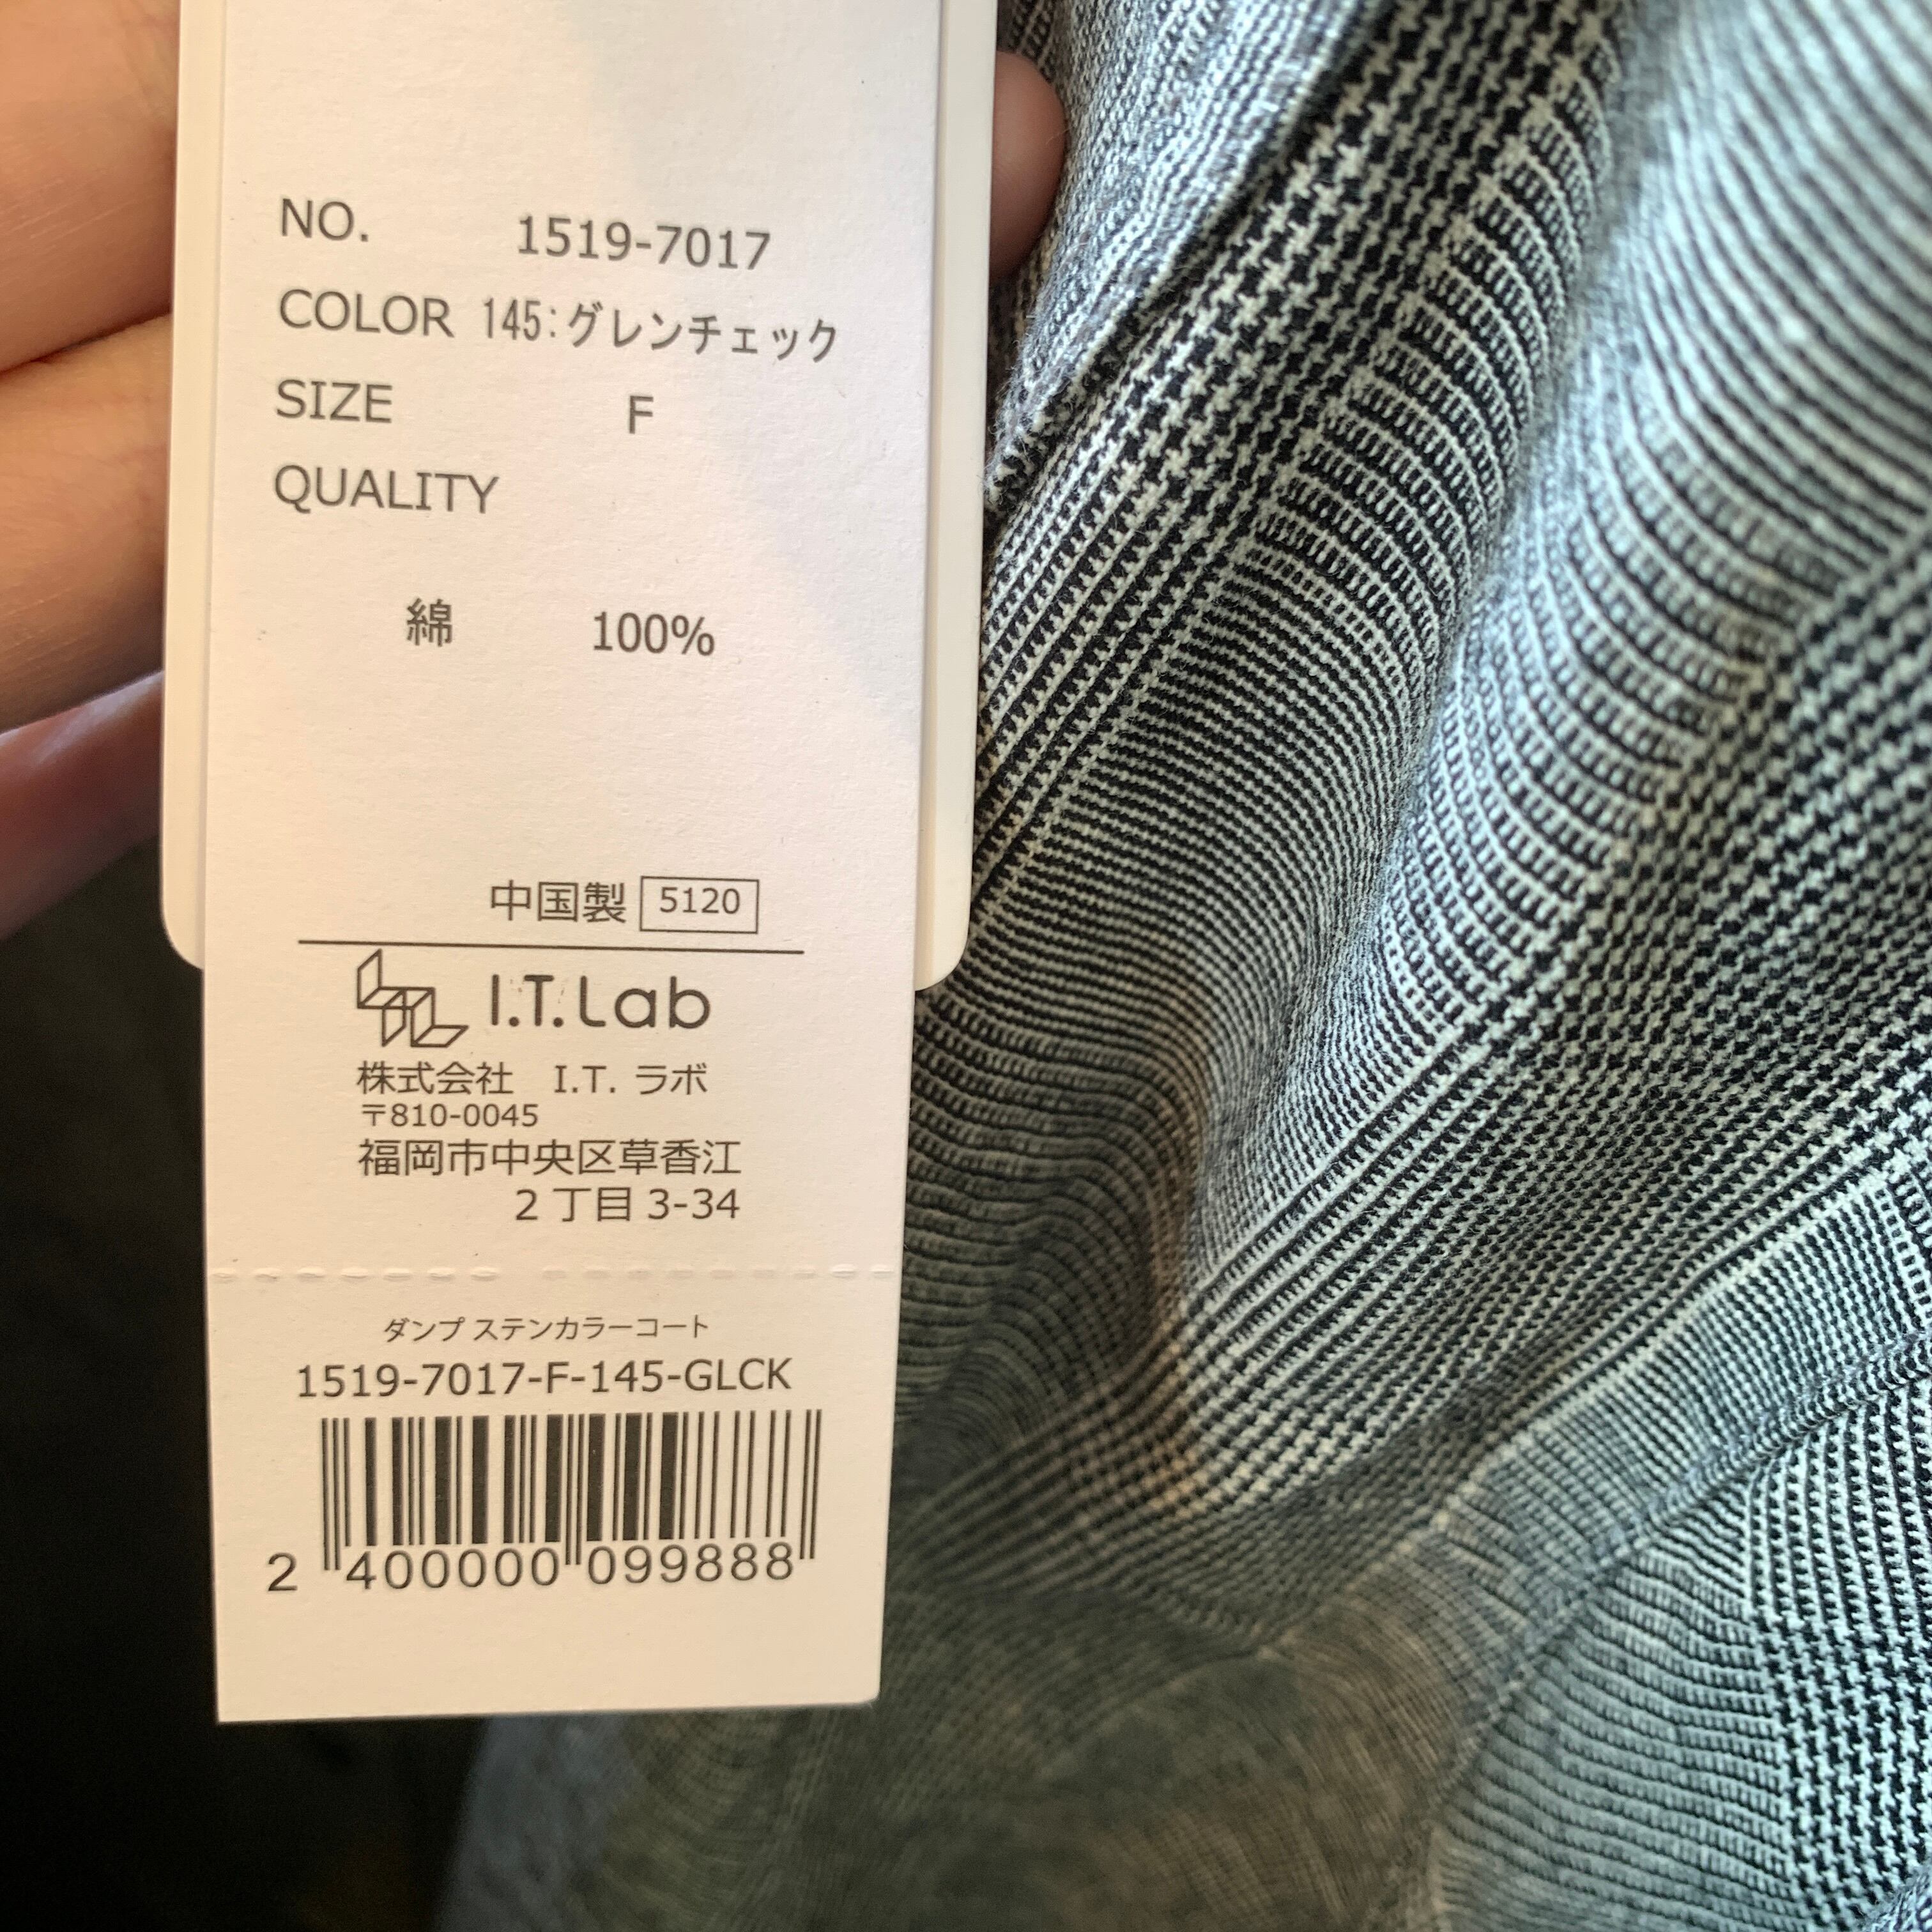 NO. 1519-7017
COLOR 145:グレンチェック
SIZE F
QUALITY
綿 100%
中国製 5120
I.T.Lab
株式会社 I.T. ラボ
〒810-0045
福岡市中央区草香江
2丁目3-34
ダンプ ステンカラーコート
1519-7017-F-145-GLCK
2 400000 099888